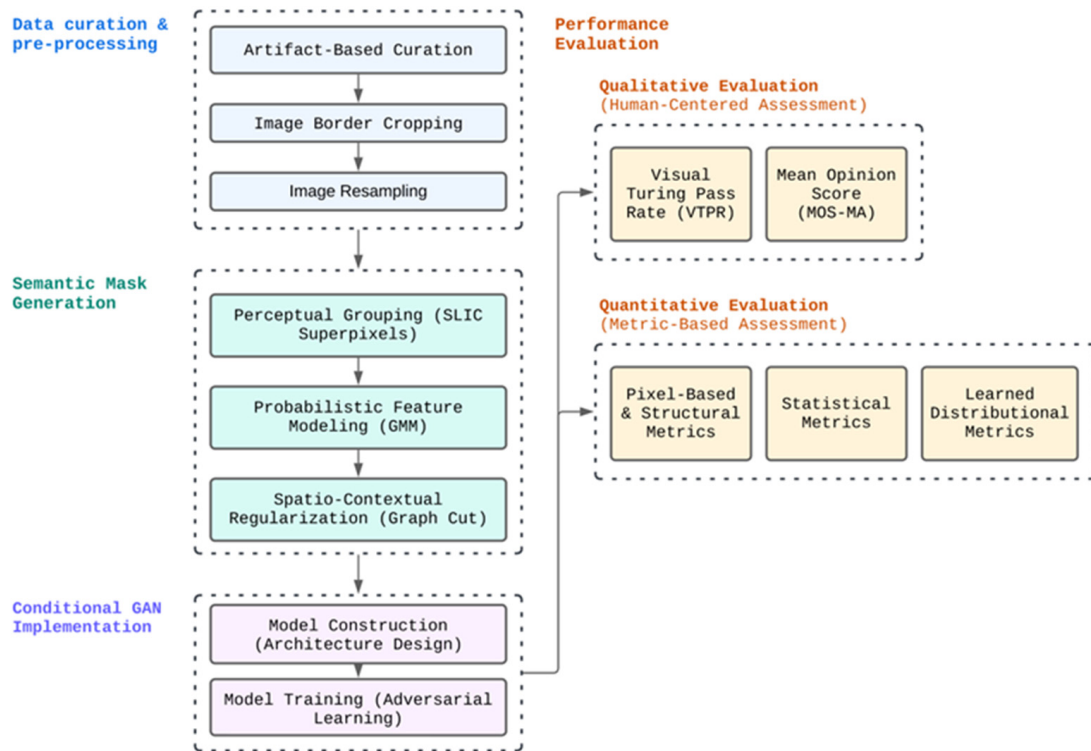 Data curation &
pre-processing
Artifact-Based Curation
Image Border Cropping
Image Resampling
Semantic Mask
Generation
Perceptual Grouping (SLIC
Superpixels)
Probabilistic Feature
Modeling (GMM)
Spatio-Contextual
Regularization (Graph Cut)
Conditional GAN
Implementation
Model Construction
(Architecture Design)
Model Training (Adversarial
Learning)
Performance
Evaluation
Qualitative Evaluation
(Human-Centered Assessment)
Visual
Turing Pass
Rate (VTPR)
Mean Opinion
Score
(MOS-MA)
Quantitative Evaluation
(Metric-Based Assessment)
Pixel-Based
& Structural
Metrics
Statistical
Metrics
Learned
Distributional
Metrics